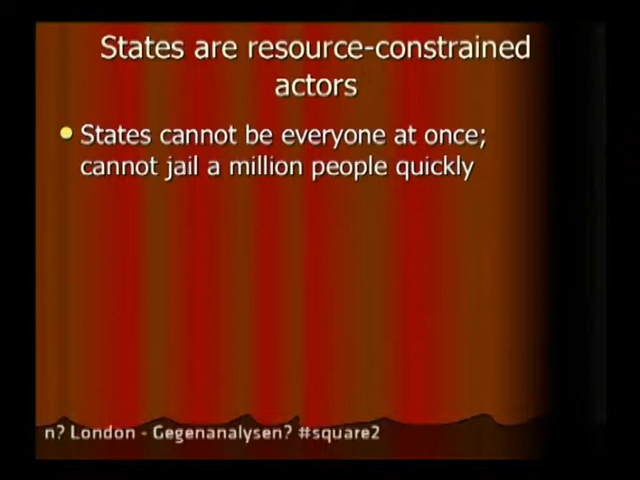 States are resource-constrained
actors
States cannot be everyone at once;
cannot jail a million people quickly
n? London - Gegenanalysen? #square2